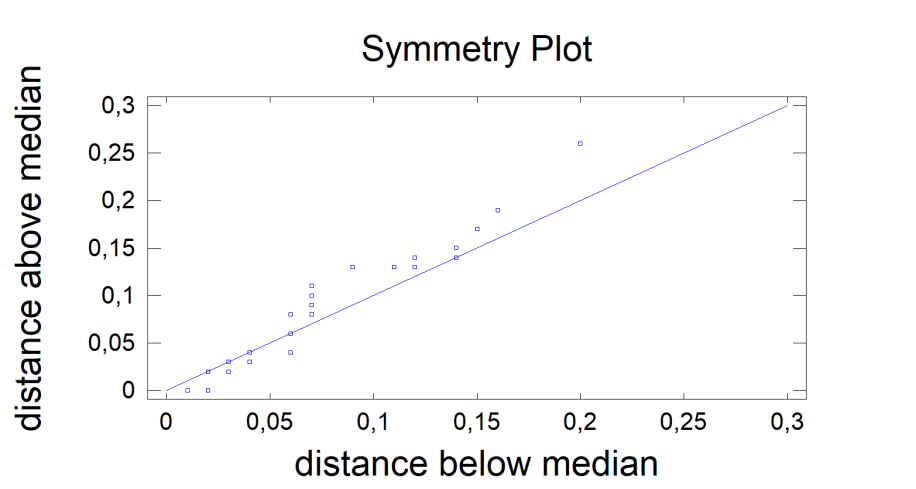 Symmetry Plot
distance above median
0,3
0,25
0,2
0,15
0,1
0,05
0
0 0,05 0,1 0,15 0,2 0,25 0,3
distance below median